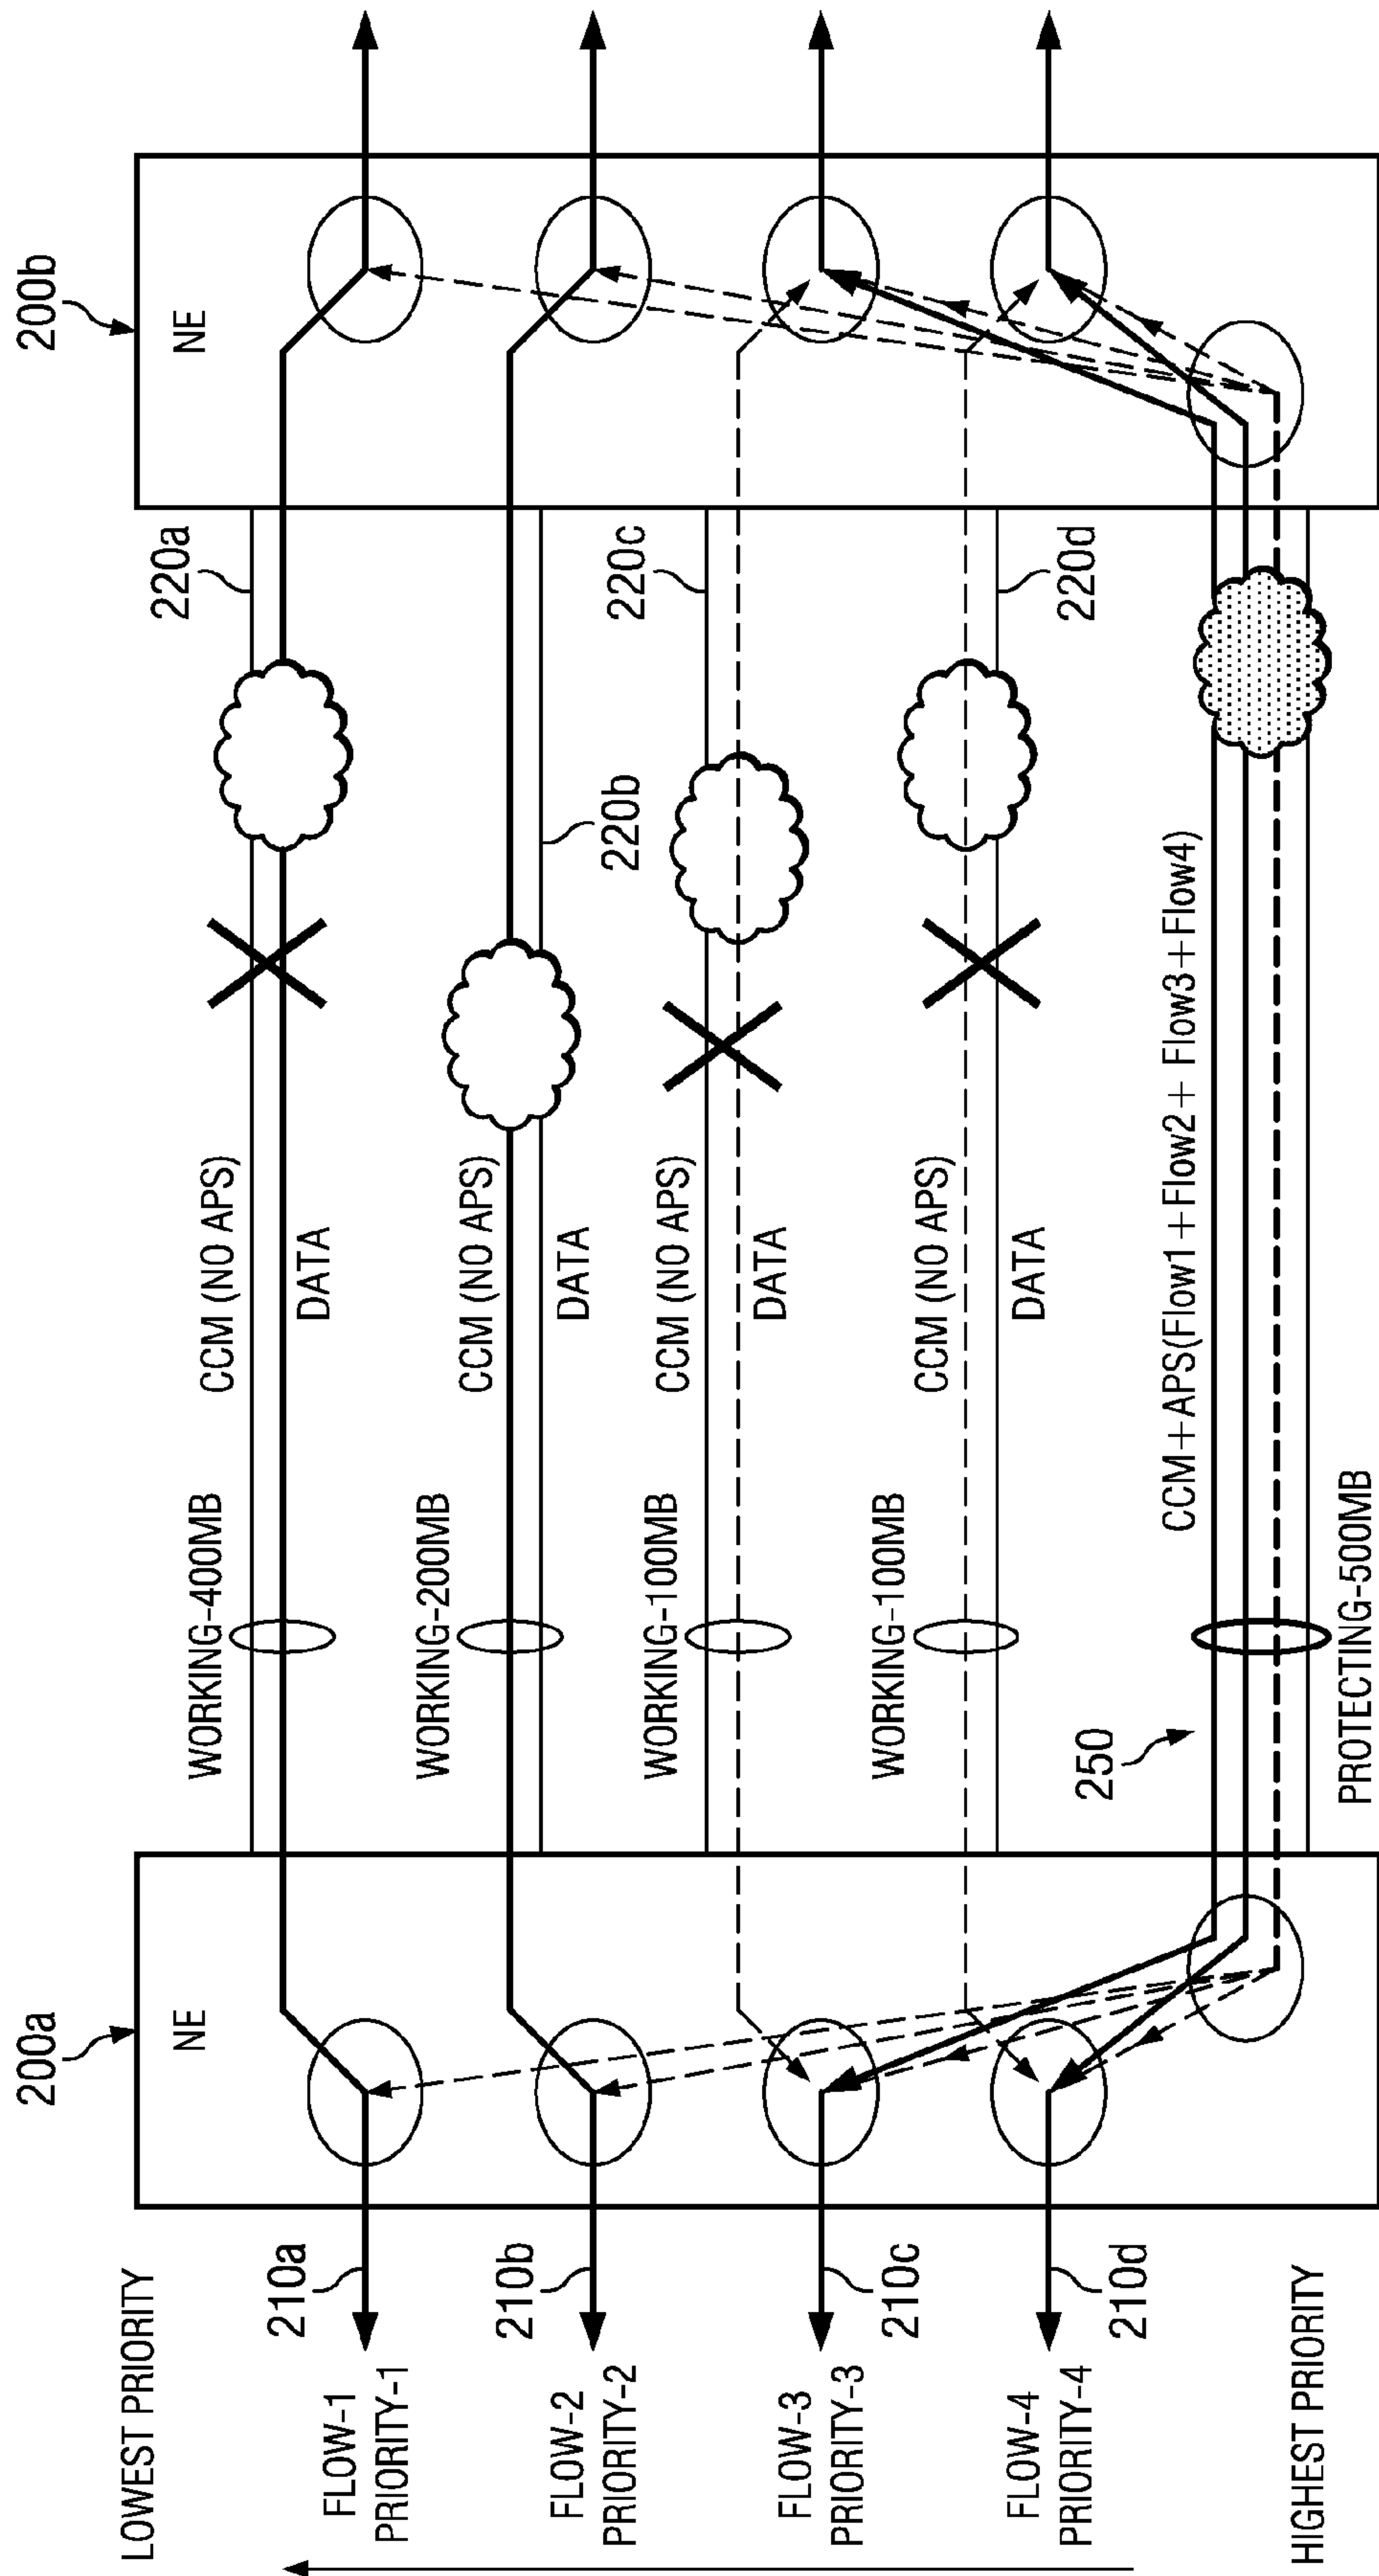 LOWEST PRIORITY
200a
NE
200b
NE
FLOW-1
PRIORITY-1
210a
WORKING-400MB
CCM (NO APS)
DATA
220a
FLOW-2
PRIORITY-2
210b
WORKING-200MB
CCM (NO APS)
DATA
220b
FLOW-3
PRIORITY-3
210c
WORKING-100MB
CCM (NO APS)
DATA
220c
FLOW-4
PRIORITY-4
210d
WORKING-100MB
CCM (NO APS)
DATA
220d
250
CCM+APS(Flow1+Flow2+ Flow3+Flow4)
HIGHEST PRIORITY
PROTECTING-500MB